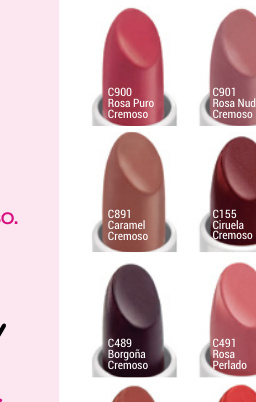 C900
Rosa Puro
Cremoso
C901
Rosa Nud
Cremoso
C891
Caramel
Cremoso
C155
Ciruela
Cremoso
so.
C489
Borgoña
Cremoso
C491
Rosa
Perlado